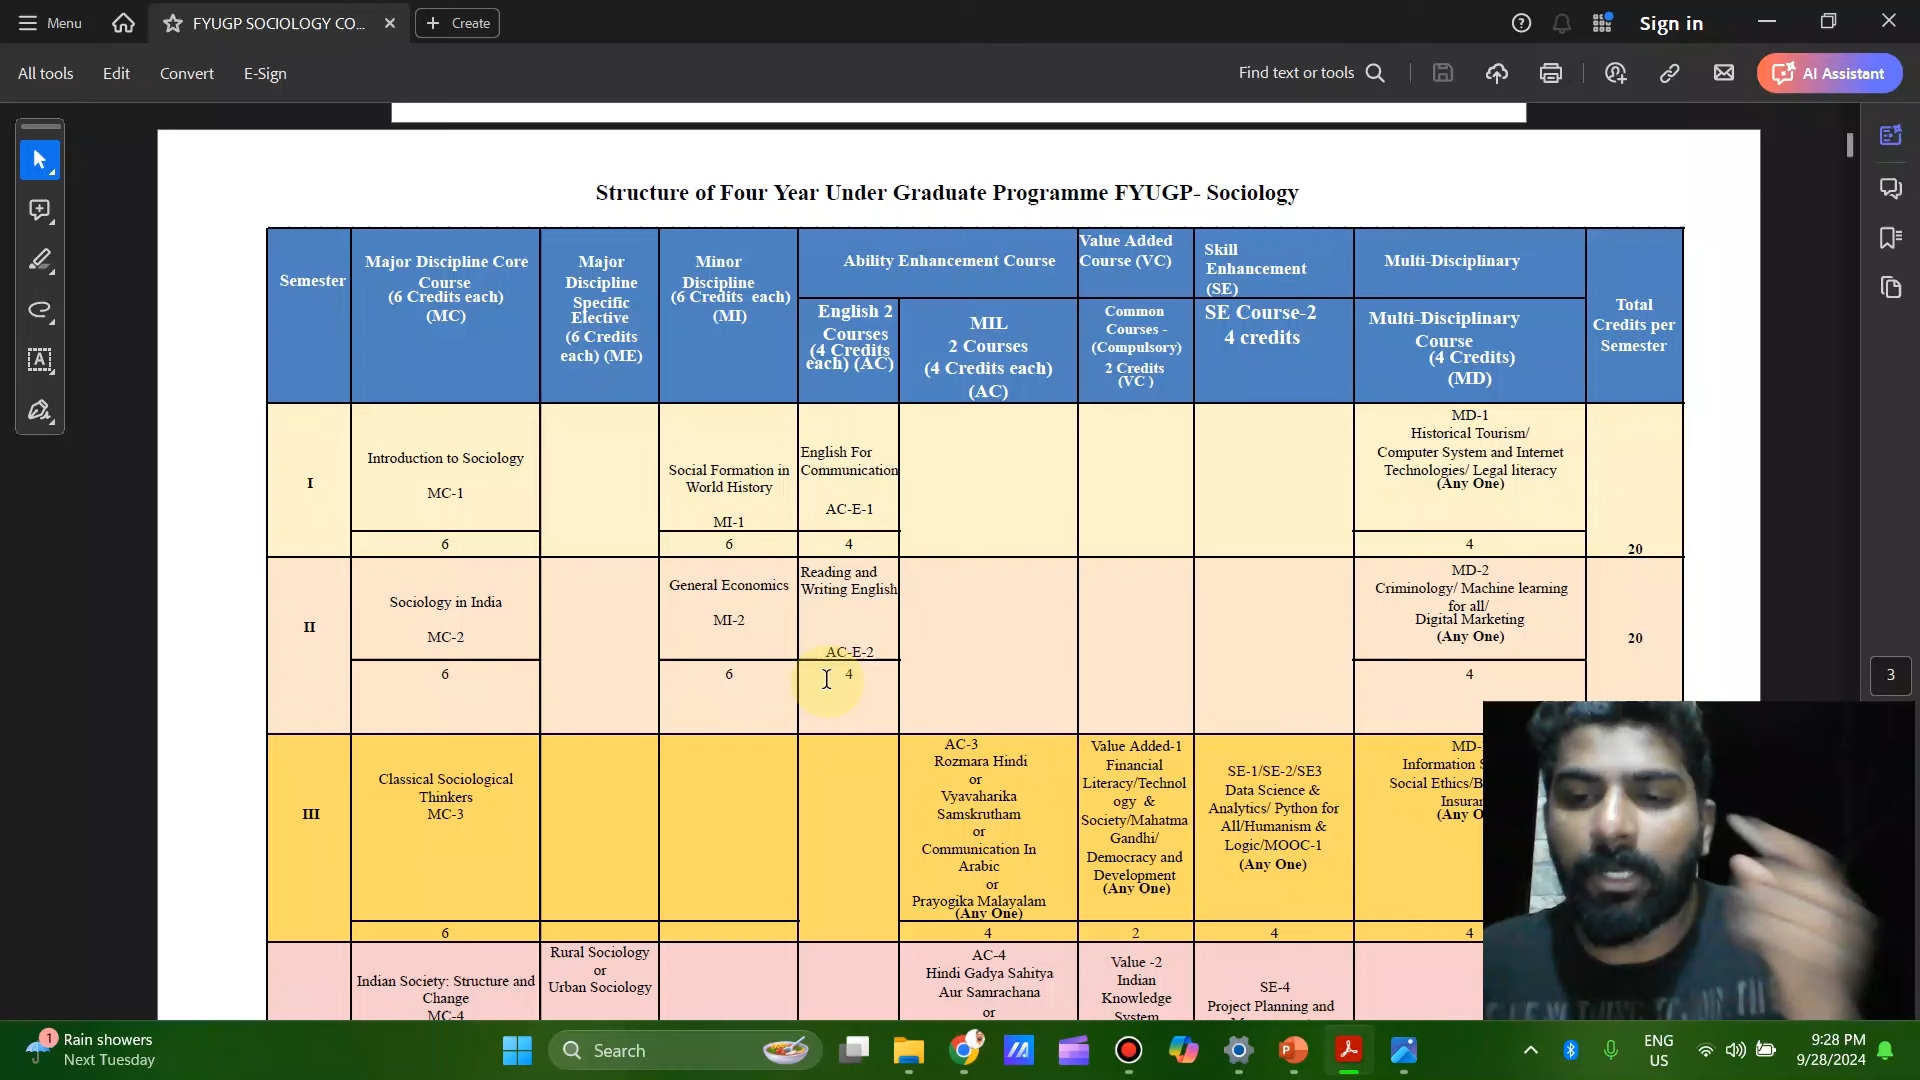 Menu
FYUGP SOCIOLOGY CO...
Create
Sign in
All tools
Edit
Convert
E-Sign
Find text or tools
AI Assistant
Structure of Four Year Under Graduate Programme FYUGP- Sociology
Semester
Major Discipline Core
Course
(6 Credits each)
(MC)
Major
Discipline
Specific
Elective
(6 Credits
each) (ME)
Minor
Discipline
(6 Credits each)
(MI)
Ability Enhancement Course
English 2
Courses
(4 Credits
each) (AC)
MIL
2 Courses
(4 Credits each)
(AC)
Value Added
Course (VC)
Common
Courses -
(Compulsory)
2 Credits
(VC )
Skill
Enhancement
(SE)
SE Course-2
4 credits
Multi-Disciplinary
Multi-Disciplinary
Course
(4 Credits)
(MD)
Total
Credits per
Semester
I
Introduction to Sociology
MC-1
6
Social Formation in
World History
MI-1
6
English For
Communication
AC-E-1
4
MD-1
Historical Tourism/
Computer System and Internet
Technologies/ Legal literacy
(Any One)
4
20
II
Sociology in India
MC-2
6
General Economics
MI-2
6
Reading and
Writing English
AC-E-2
4
MD-2
Criminology/ Machine learning
for all/
Digital Marketing
(Any One)
4
20
III
Classical Sociological
Thinkers
MC-3
6
AC-3
Rozmara Hindi
or
Vyavaharika
Samskrutham
or
Communication In
Arabic
or
Prayogika Malayalam
(Any One)
4
Value Added-1
Financial
Literacy/Technol
ogy &
Society/Mahatma
Gandhi/
Democracy and
Development
(Any One)
2
SE-1/SE-2/SE3
Data Science &
Analytics/ Python for
All/Humanism &
Logic/MOOC-1
(Any One)
4
MD-
Information S
Social Ethics/B
Insura
(Any O
4
Indian Society: Structure and
Change
MC-4
Rural Sociology
or
Urban Sociology
AC-4
Hindi Gadya Sahitya
Aur Samrachana
or
Value -2
Indian
Knowledge
System
SE-4
Project Planning and
3
1
Rain showers
Next Tuesday
Search
ENG
US
9:28 PM
9/28/2024